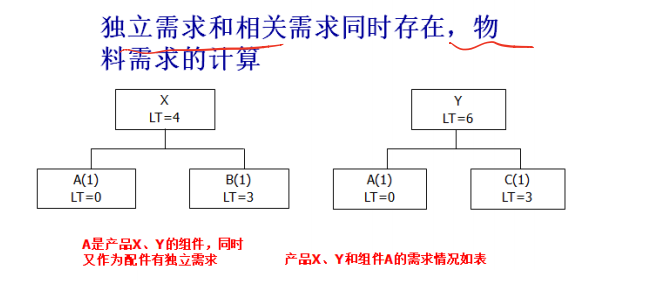 独立需求和相关需求同时存在，物
料需求的计算
X
LT=4
Y
LT=6
A(1)
LT=0
B(1)
LT=3
A(1)
LT=0
C(1)
LT=3
A是产品X、Y的组件，同时
又作为配件有独立需求
产品X、Y和组件A的需求情况如表